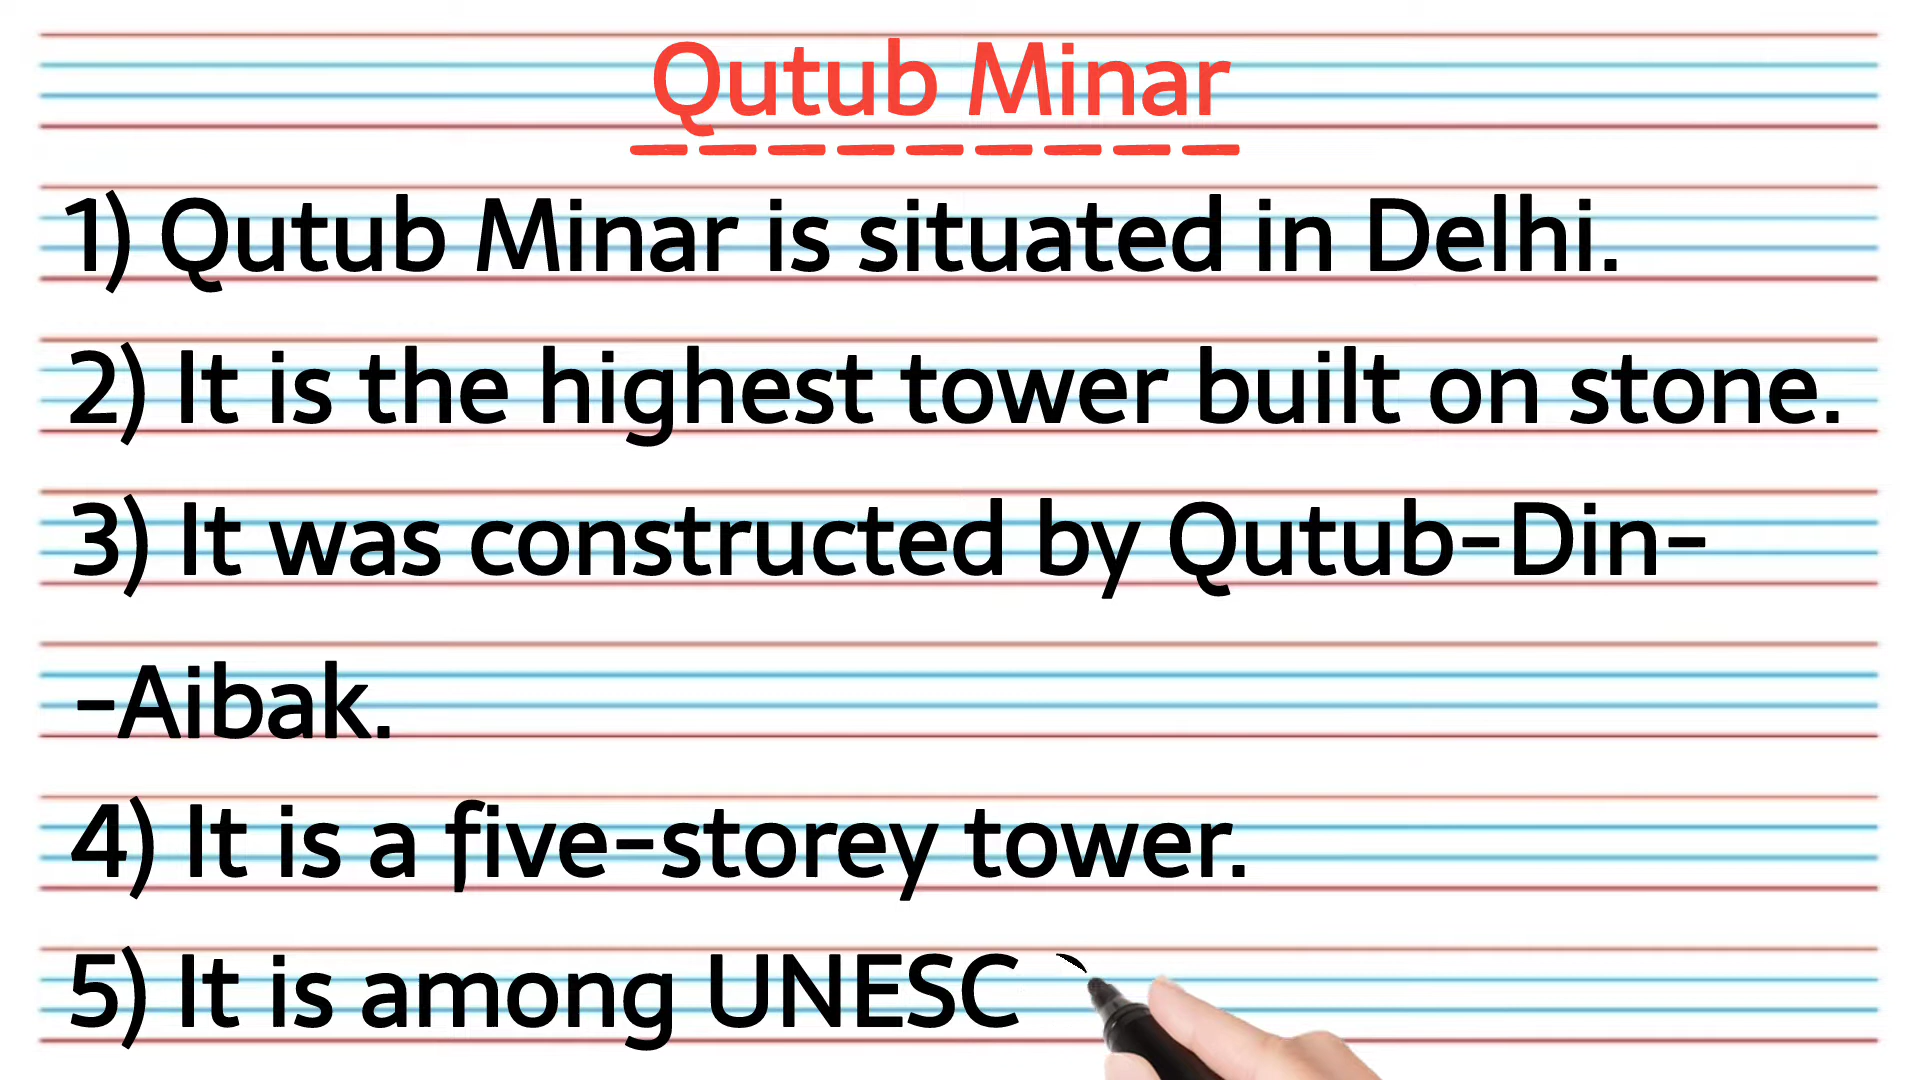 Qutub Minar
1) Qutub Minar is situated in Delhi.
2) It is the highest tower built on stone.
3) It was constructed by Qutub-Din-
-Aibak.
4) It is a five-storey tower.
5) It is among UNESC